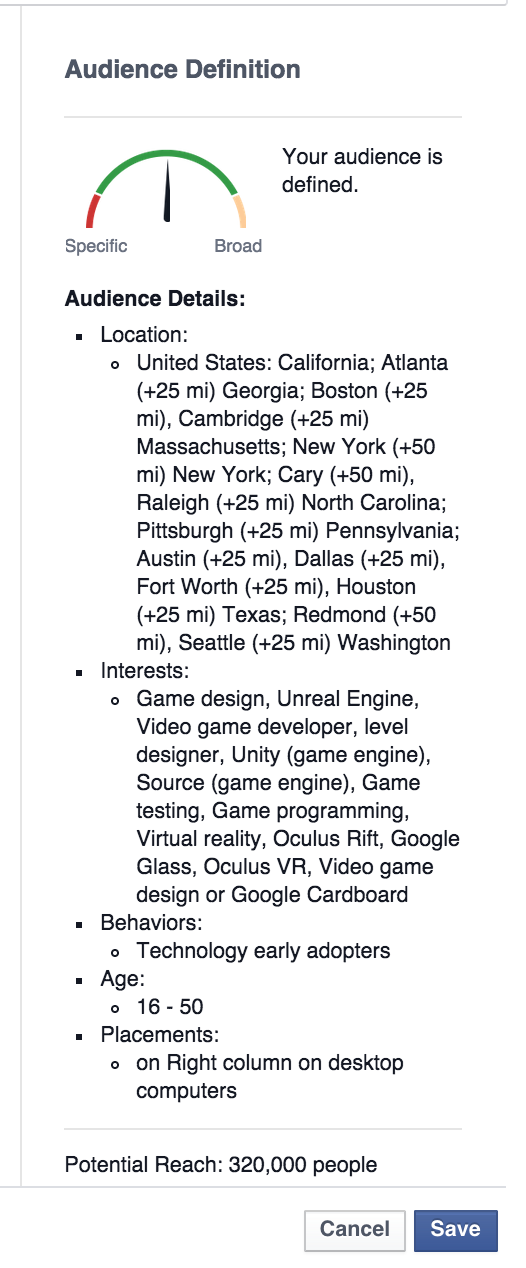 Audience Definition
Your audience is
defined.
Specific
Broad
Audience Details:
Location:
United States: California; Atlanta
(+25 mi) Georgia; Boston (+25
mi), Cambridge (+25 mi)
Massachusetts; New York (+50
mi) New York; Cary (+50 mi),
Raleigh (+25 mi) North Carolina;
Pittsburgh (+25 mi) Pennsylvania;
Austin (+25 mi), Dallas (+25 mi),
Fort Worth (+25 mi), Houston
(+25 mi) Texas; Redmond (+50
mi), Seattle (+25 mi) Washington
Interests:
Game design, Unreal Engine,
Video game developer, level
designer, Unity (game engine),
Source (game engine), Game
testing, Game programming,
Virtual reality, Oculus Rift, Google
Glass, Oculus VR, Video game
design or Google Cardboard
Behaviors:
Technology early adopters
Age:
16 - 50
Placements:
on Right column on desktop
computers
Potential Reach: 320,000 people
Cancel
Save